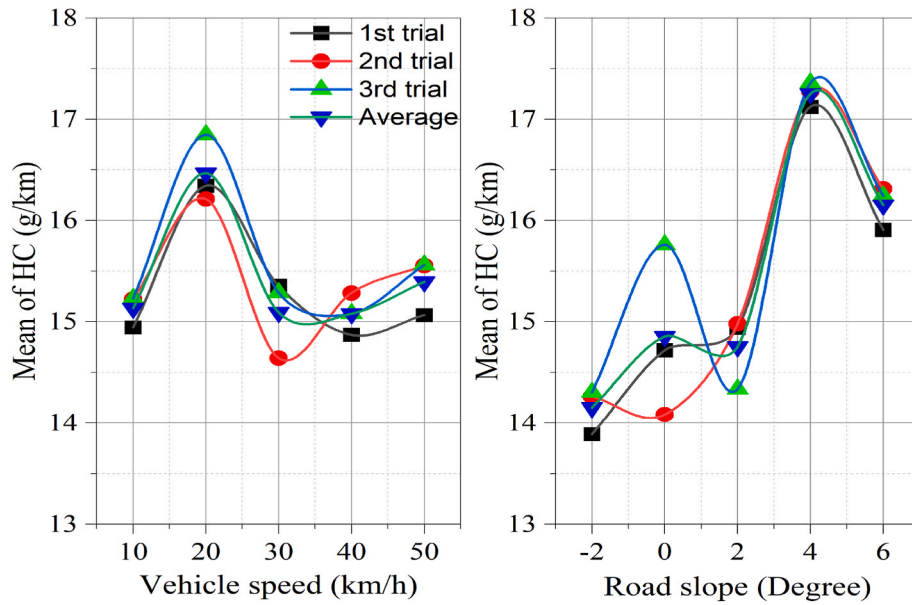 18
17
16
15
14
13
Mean of HC (g/km)
1st trial
2nd trial
3rd trial
Average
10 20 30 40 50
Vehicle speed (km/h)
18
17
16
15
14
13
Mean of HC (g/km)
-2 0 2 4 6
Road slope (Degree)